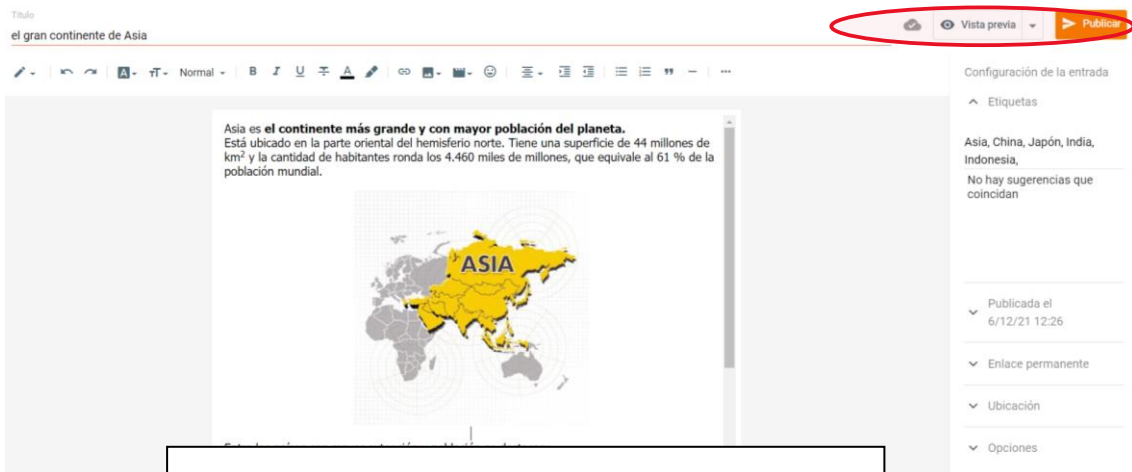 Título
el gran continente de Asia
Vista previa
Publicar
Normal
B I U A
Configuración de la entrada
Etiquetas
Asia, China, Japón, India,
Indonesia,
No hay sugerencias que
coincidan
Publicada el
6/12/21 12:26
Enlace permanente
Ubicación
Opciones
Asia es el continente más grande y con mayor población del planeta.
Está ubicado en la parte oriental del hemisferio norte. Tiene una superficie de 44 millones de
km² y la cantidad de habitantes ronda los 4.460 miles de millones, que equivale al 61 % de la
población mundial.
ASIA